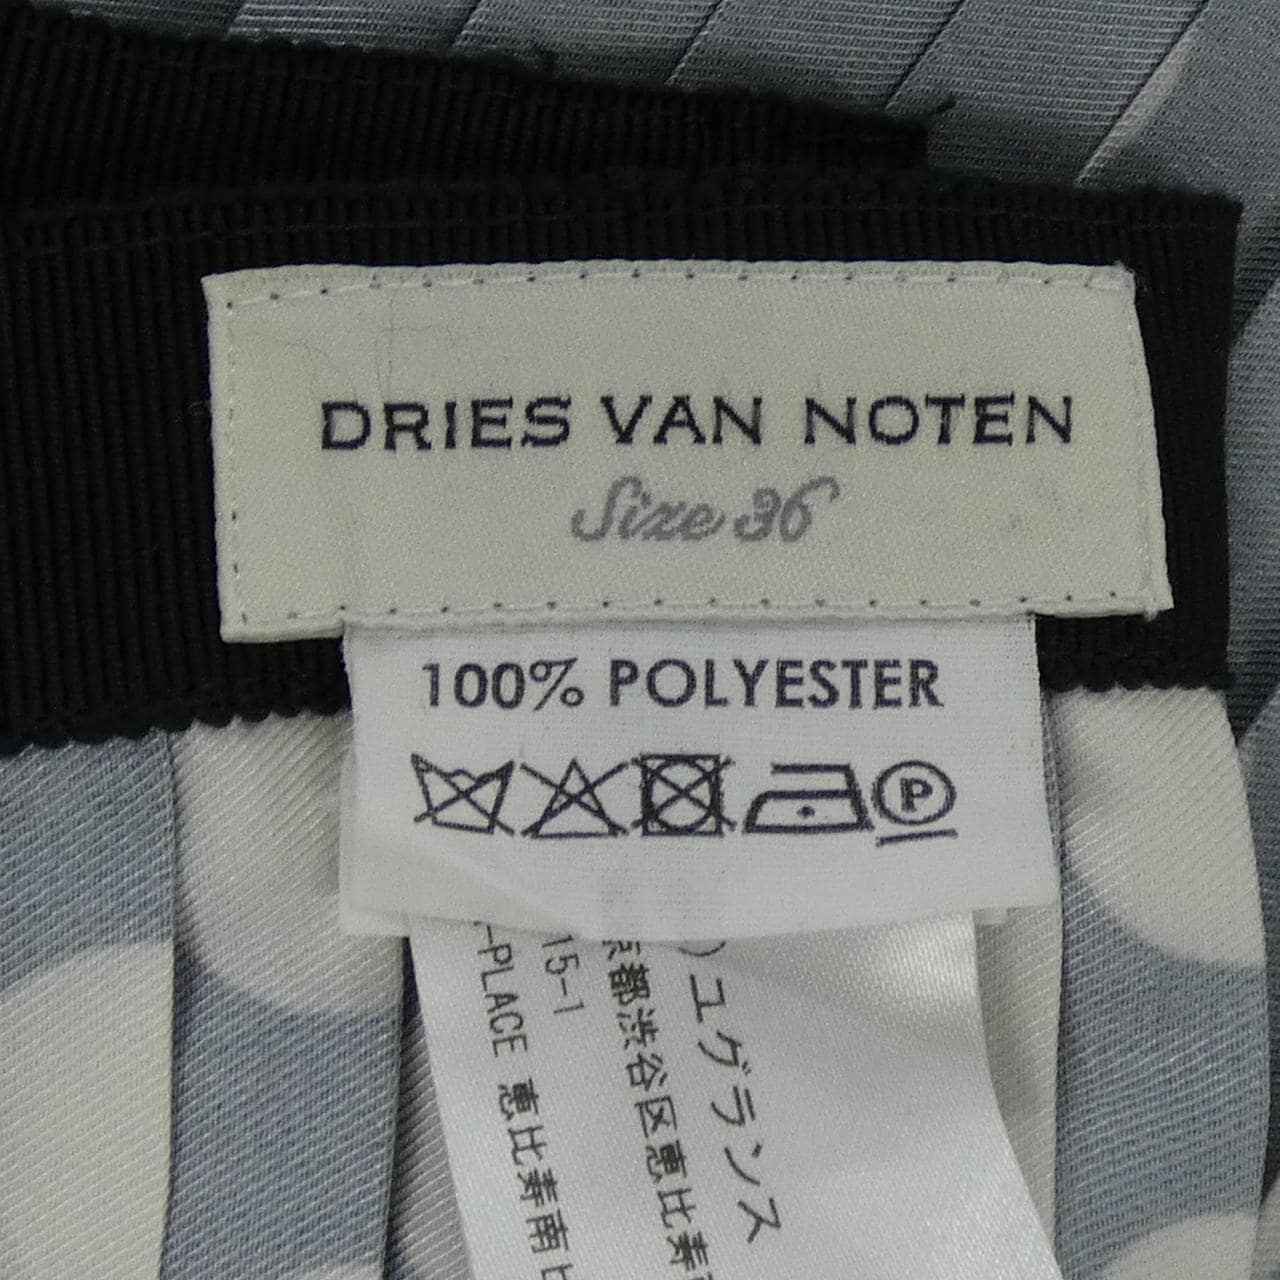 DRIES VAN NOTEN
Size 36
100% POLYESTER
P
)ユグランス
京都渋谷区恵比寿
15-1
-PLACE 恵比寿南